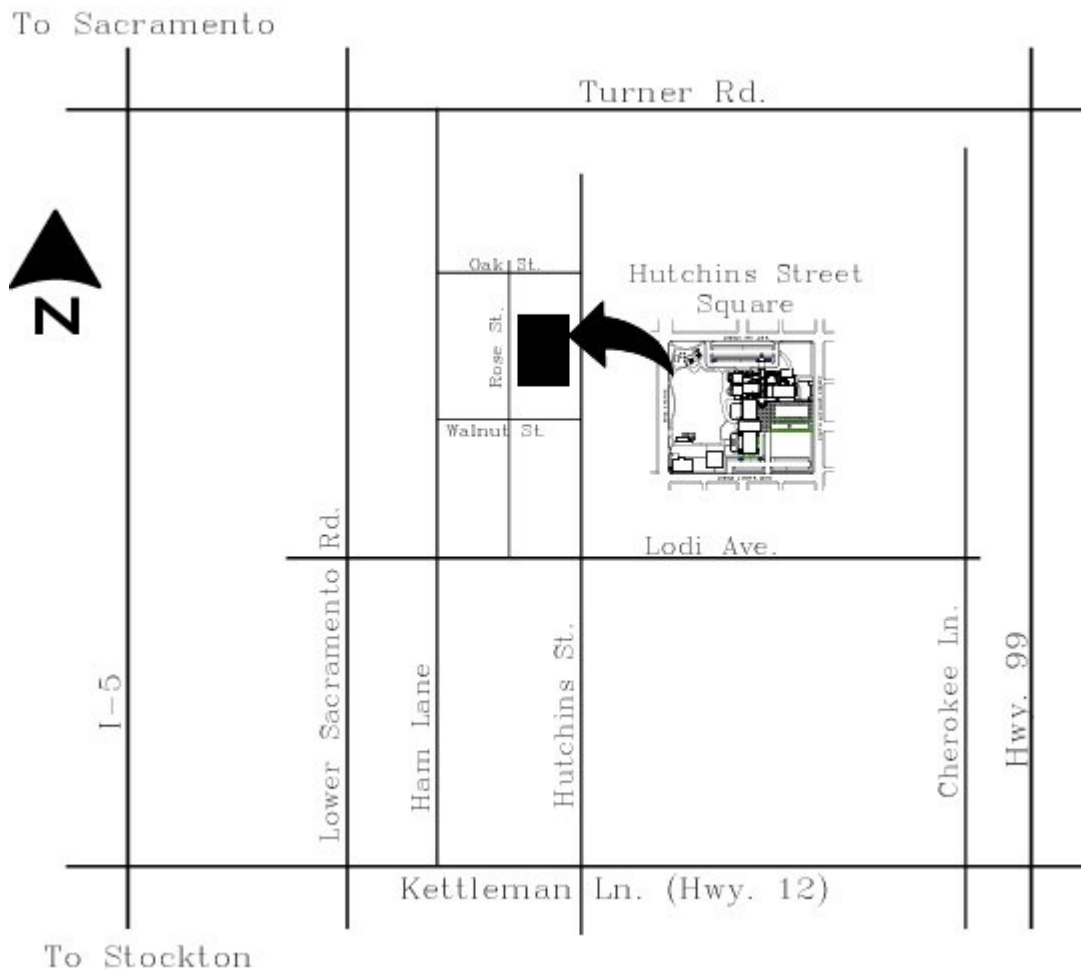 To Sacramento
Turner Rd.
N
Oak St.
Hutchins Street
Square
Rose St.
Walnut St.
Lodi Ave.
Lower Sacramento Rd.
I-5
Ham Lane
Hutchins St.
Cherokee Ln.
Hwy. 99
Kettleman Ln. (Hwy. 12)
To Stockton